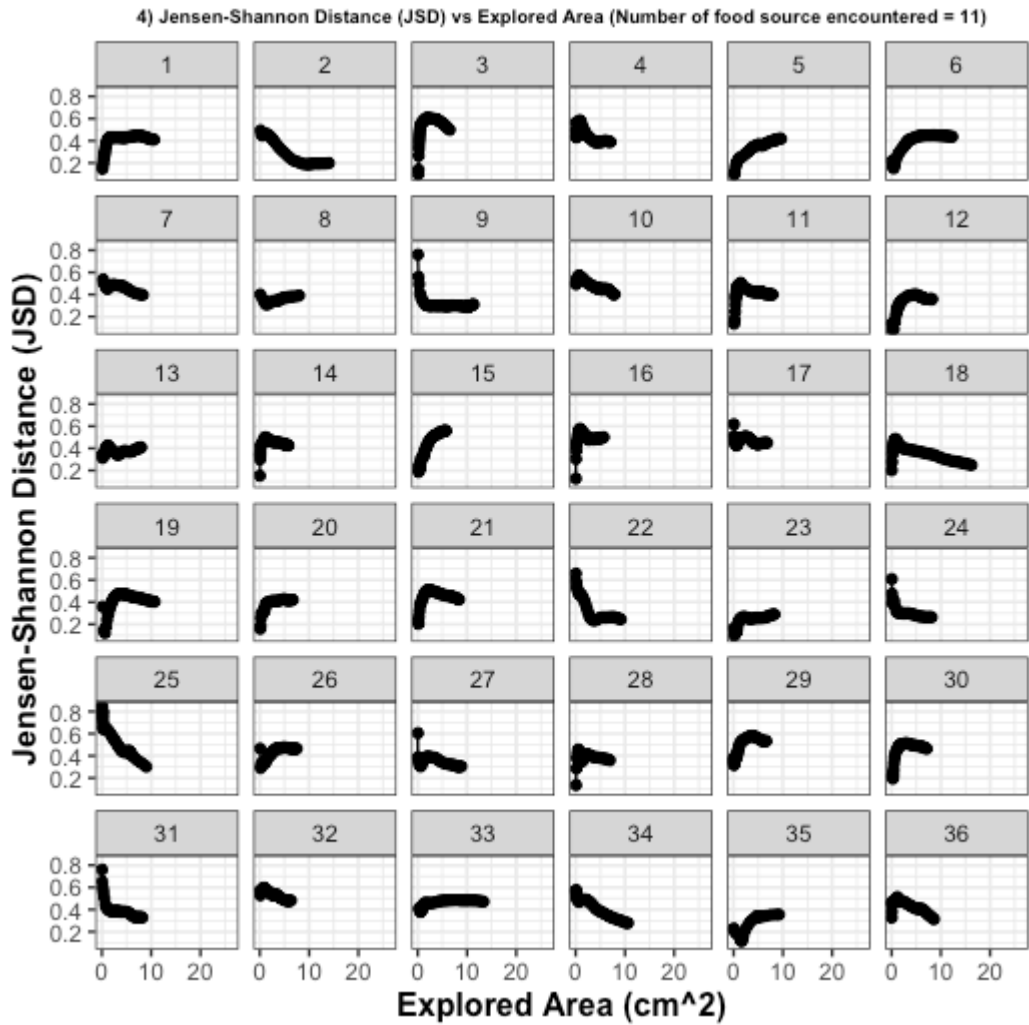 4) Jensen-Shannon Distance (JSD) vs Explored Area (Number of food source encountered = 11)
1 2 3 4 5 6
0.8
0.6
0.4
0.2
7 8 9 10 11 12
0.8
0.6
0.4
0.2
13 14 15 16 17 18
0.8
0.6
0.4
0.2
19 20 21 22 23 24
0.8
0.6
0.4
0.2
25 26 27 28 29 30
0.8
0.6
0.4
0.2
31 32 33 34 35 36
0.8
0.6
0.4
0.2
0 10 20 0 10 20 0 10 20 0 10 20 0 10 20 0 10 20
Jensen-Shannon Distance (JSD)
Explored Area (cm^2)